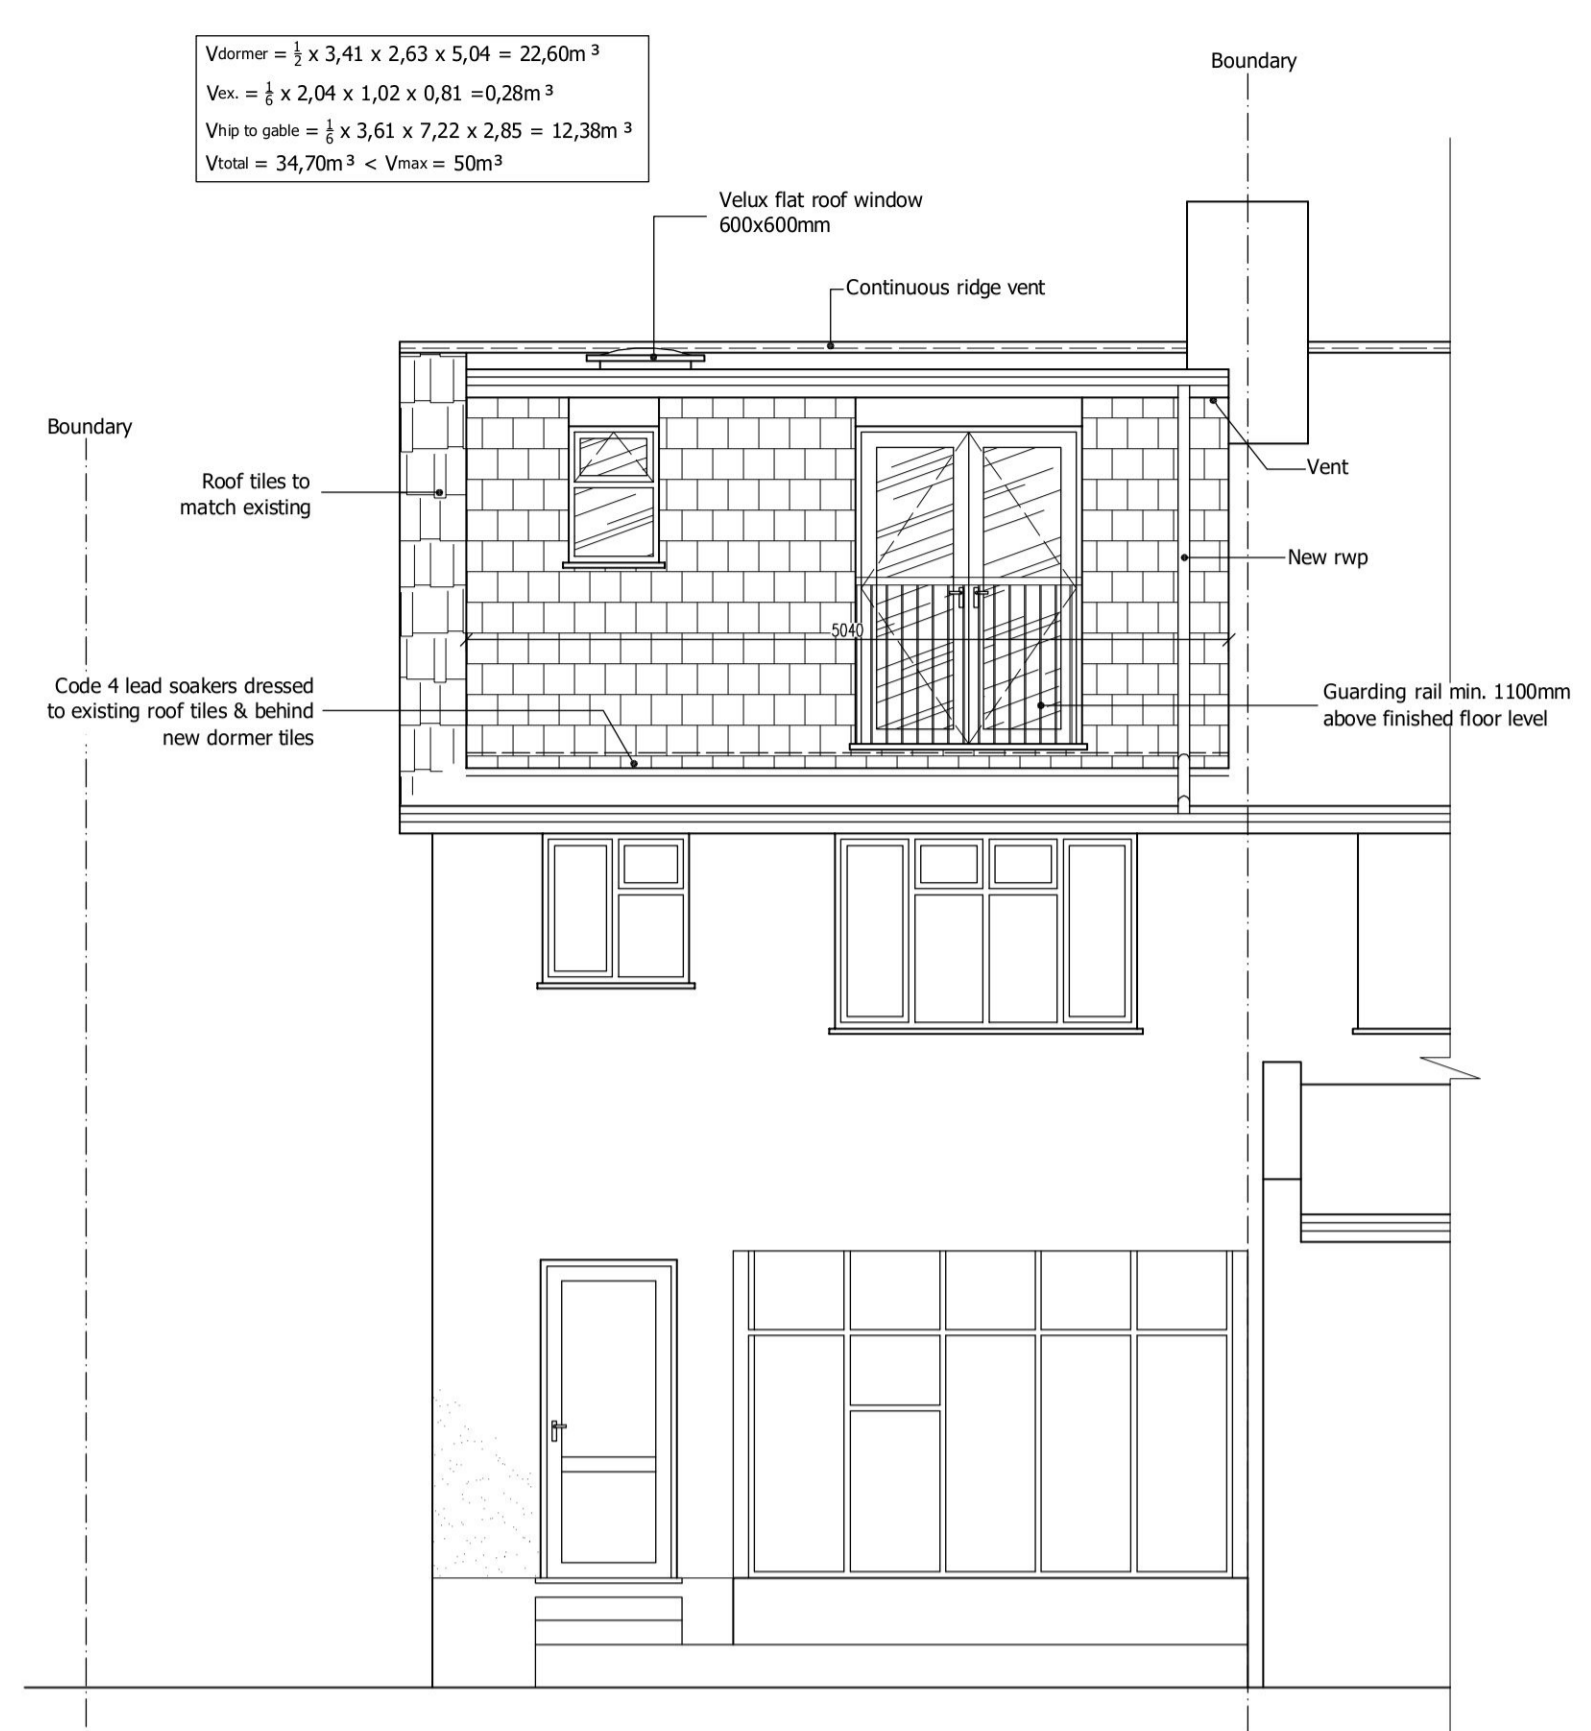 Vdormer = 1/2 x 3,41 x 2,63 x 5,04 = 22,60m³
Vex. = 1/6 x 2,04 x 1,02 x 0,81 =0,28m³
Vhip to gable = 1/6 x 3,61 x 7,22 x 2,85 = 12,38m³
Vtotal = 34,70m³ < Vmax = 50m³
Boundary
Velux flat roof window
600x600mm
Continuous ridge vent
Boundary
Roof tiles to
match existing
Vent
New rwp
5040
Code 4 lead soakers dressed
to existing roof tiles & behind
new dormer tiles
Guarding rail min. 1100mm
above finished floor level